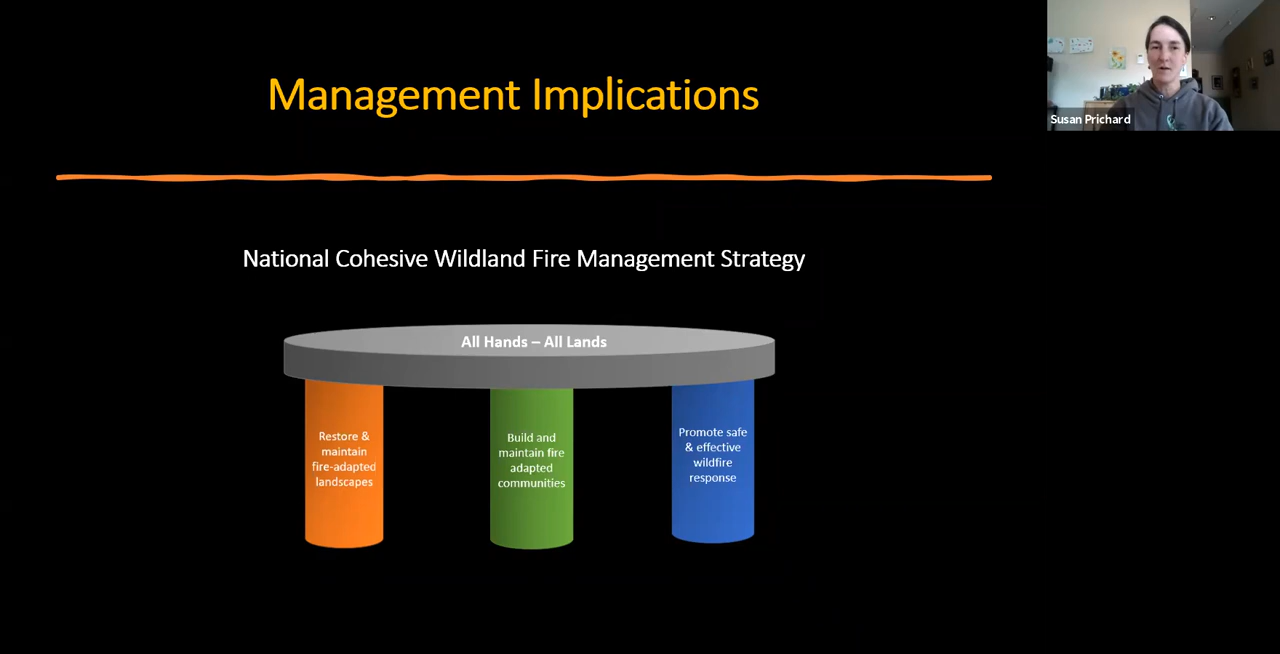 Management Implications
Susan Prichard
National Cohesive Wildland Fire Management Strategy
All Hands – All Lands
Restore &
maintain
fire-adapted
landscapes
Build and
maintain fire
adapted
communities
Promote safe
& effective
wildfire
response